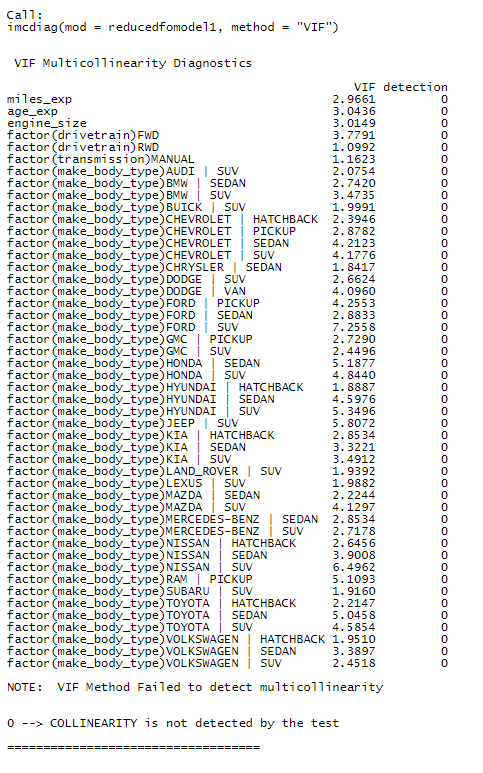 Call:
imcdiag(mod = reducedfomodel1, method = "VIF")
VIF Multicollinearity Diagnostics
VIF detection
miles_exp 2.9661 0
age_exp 3.0436 0
engine_size 3.0149 0
factor(drivetrain)FWD 3.7791 0
factor(drivetrain)RWD 1.0992 0
factor(transmission)MANUAL 1.1623 0
factor(make_body_type)AUDI | SUV 2.0754 0
factor(make_body_type)BMW | SEDAN 2.7420 0
factor(make_body_type)BMW | SUV 3.4735 0
factor(make_body_type)BUICK | SUV 1.9991 0
factor(make_body_type)CHEVROLET | HATCHBACK 2.3946 0
factor(make_body_type)CHEVROLET | PICKUP 2.8782 0
factor(make_body_type)CHEVROLET | SEDAN 4.2123 0
factor(make_body_type)CHEVROLET | SUV 4.1776 0
factor(make_body_type)CHRYSLER | SEDAN 1.8417 0
factor(make_body_type)DODGE | SUV 2.6624 0
factor(make_body_type)DODGE | VAN 4.0960 0
factor(make_body_type)FORD | PICKUP 4.2553 0
factor(make_body_type)FORD | SEDAN 2.8833 0
factor(make_body_type)FORD | SUV 7.2558 0
factor(make_body_type)GMC | PICKUP 2.7290 0
factor(make_body_type)GMC | SUV 2.4496 0
factor(make_body_type)HONDA | SEDAN 5.1877 0
factor(make_body_type)HONDA | SUV 4.8440 0
factor(make_body_type)HYUNDAI | HATCHBACK 1.8887 0
factor(make_body_type)HYUNDAI | SEDAN 4.5976 0
factor(make_body_type)HYUNDAI | SUV 5.3496 0
factor(make_body_type)JEEP | SUV 5.8072 0
factor(make_body_type)KIA | HATCHBACK 2.8534 0
factor(make_body_type)KIA | SEDAN 3.3221 0
factor(make_body_type)KIA | SUV 3.4912 0
factor(make_body_type)LAND_ROVER | SUV 1.9392 0
factor(make_body_type)LEXUS | SUV 1.9882 0
factor(make_body_type)MAZDA | SEDAN 2.2244 0
factor(make_body_type)MAZDA | SUV 4.1297 0
factor(make_body_type)MERCEDES-BENZ | SEDAN 2.8534 0
factor(make_body_type)MERCEDES-BENZ | SUV 2.7178 0
factor(make_body_type)NISSAN | HATCHBACK 2.6456 0
factor(make_body_type)NISSAN | SEDAN 3.9008 0
factor(make_body_type)NISSAN | SUV 6.4962 0
factor(make_body_type)RAM | PICKUP 5.1093 0
factor(make_body_type)SUBARU | SUV 1.9160 0
factor(make_body_type)TOYOTA | HATCHBACK 2.2147 0
factor(make_body_type)TOYOTA | SEDAN 5.0458 0
factor(make_body_type)TOYOTA | SUV 4.5854 0
factor(make_body_type)VOLKSWAGEN | HATCHBACK 1.9510 0
factor(make_body_type)VOLKSWAGEN | SEDAN 3.3897 0
factor(make_body_type)VOLKSWAGEN | SUV 2.4518 0
NOTE: VIF Method Failed to detect multicollinearity
0 --> COLLINEARITY is not detected by the test
===================================